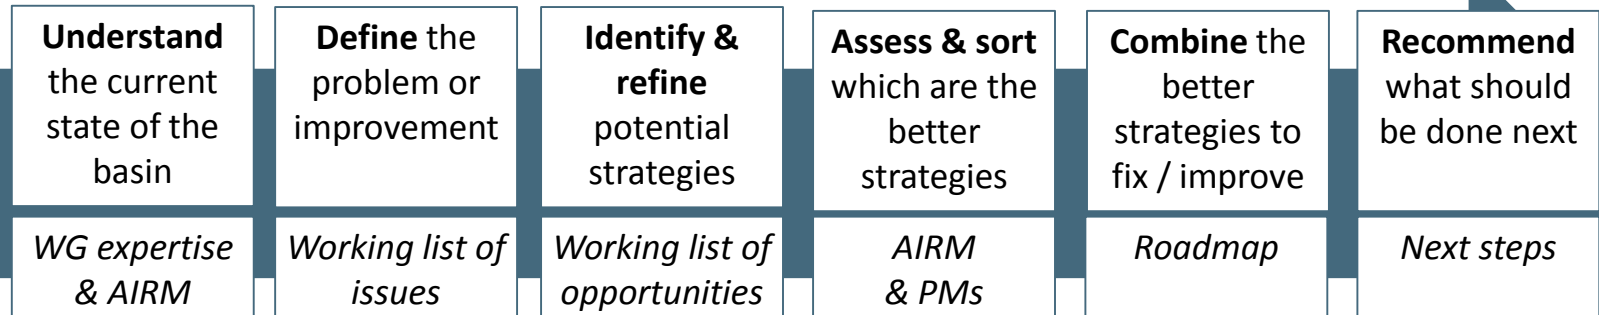 Understand
the current
state of the
basin
WG expertise
& AIRM
Define the
problem or
improvement
Working list of
issues
Identify &
refine
potential
strategies
Working list of
opportunities
Assess & sort
which are the
better
strategies
AIRM
& PMs
Combine the
better
strategies to
fix / improve
Roadmap
Recommend
what should
be done next
Next steps